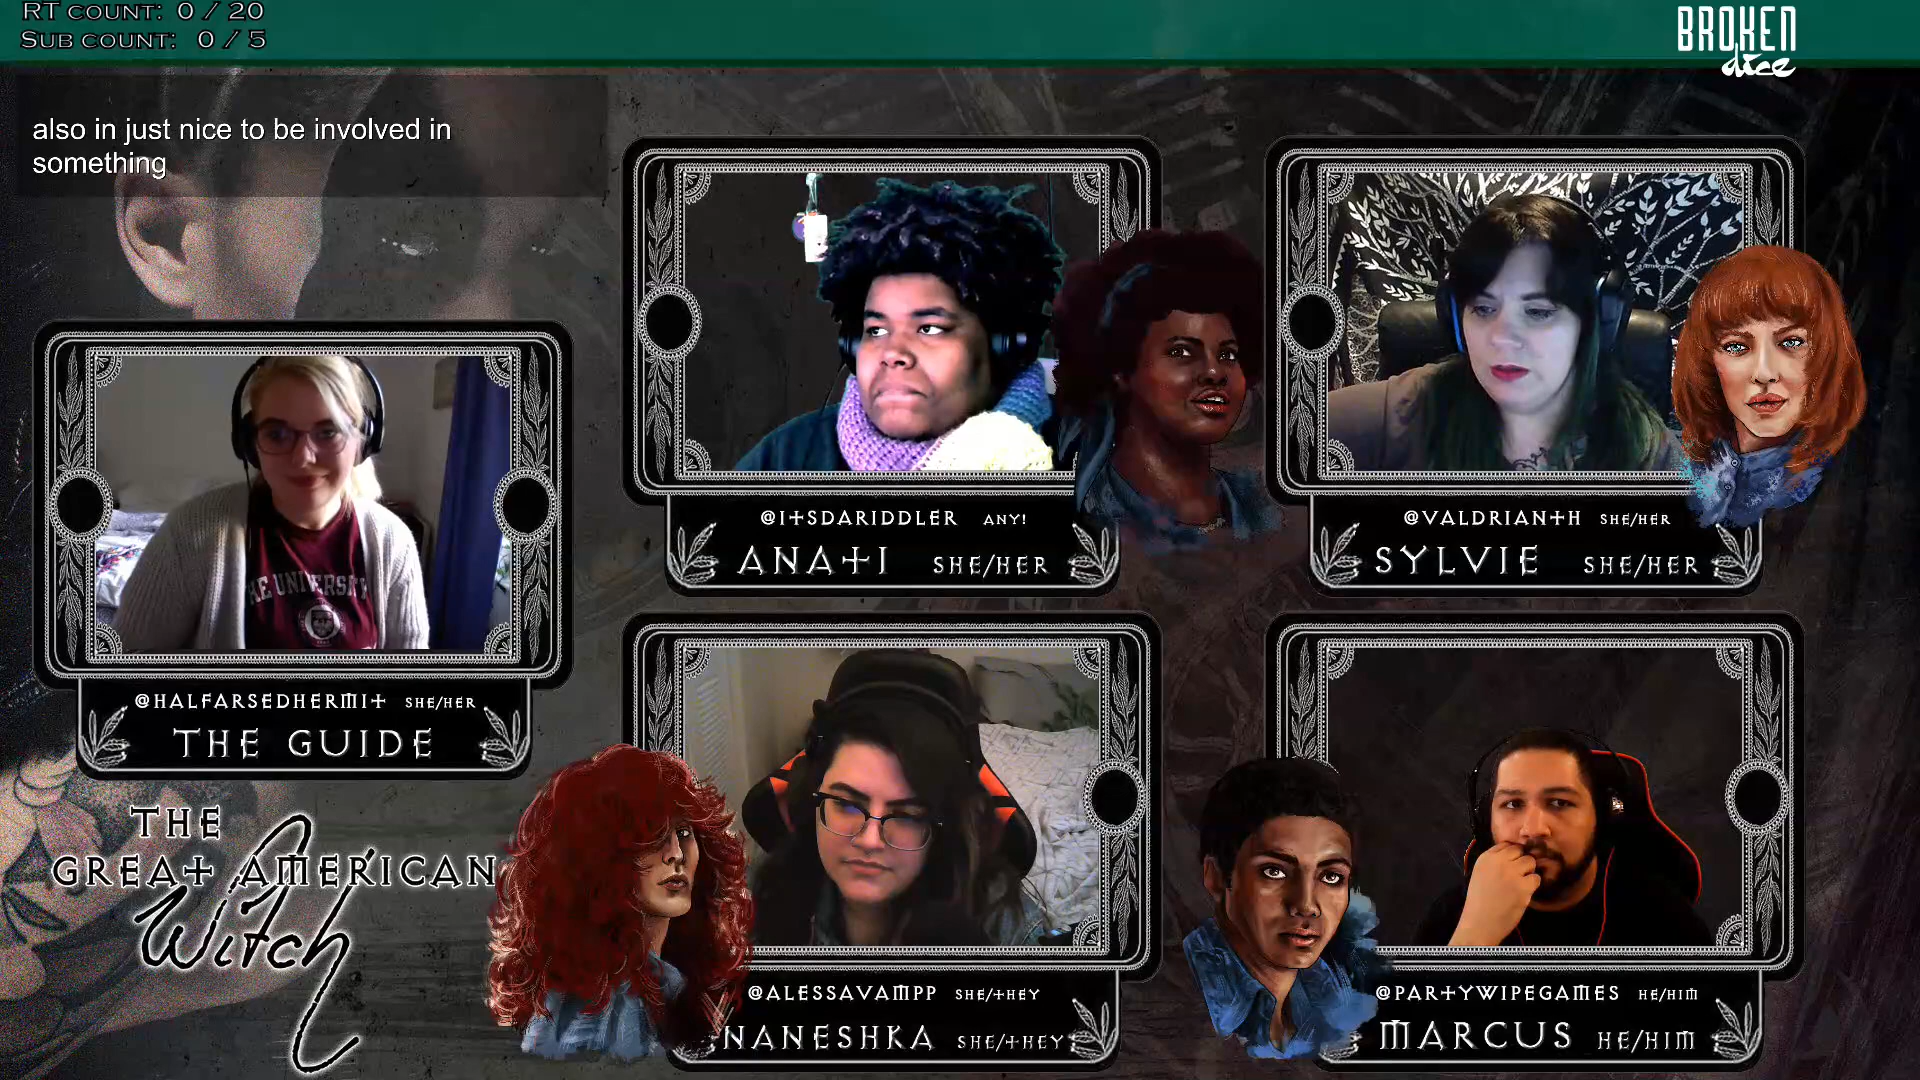 RT COUNT: 0 / 20
SUB COUNT: 0 / 5
BROKEN
dice
also in just nice to be involved in
something
@ITSDARIDDLER ANY!
ANATI SHE/HER
@VALDRIANTH SHE/HER
SYLVIE SHE/HER
THE UNIVERSITY
@HALFARSEDHERMIT SHE/HER
THE GUIDE
THE
GREAT AMERICAN
Witch
@ALESSAVAMPP SHE/THEY
NANESHKA SHE/THEY
@PARTYWIPEGAMES HE/HIM
MARCUS HE/HIM